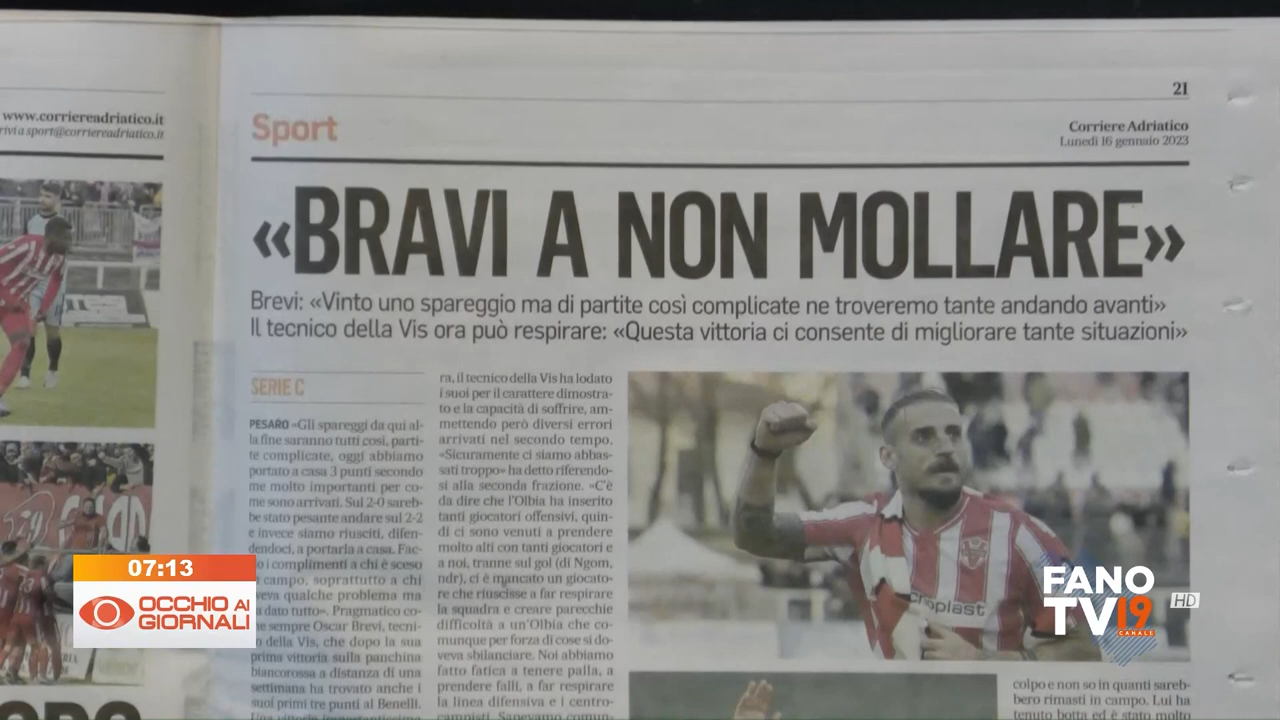 www.corriereadriatico.it
rivi a sport@corriereadriatico.it
21
Sport
Corriere Adriatico
Lunedì 16 gennaio 2023
«BRAVI A NON MOLLARE»
Brevi: «Vinto uno spareggio ma di partite così complicate ne troveremo tante andando avanti»
Il tecnico della Vis ora può respirare: «Questa vittoria ci consente di migliorare tante situazioni»
SERIE C
PESARO «Gli spareggi da qui al-
la fine saranno tutti così, parti-
te complicate, oggi abbiamo
portato a casa 3 punti secondo
me molto importanti per co-
me sono arrivati. Sul 2-0 sareb-
be stato pesante andare sul 2-2
e invece siamo riusciti, difen-
dendoci, a portarla a casa. Fac-
o i complimenti a chi è sceso
campo, soprattutto a chi
veva qualche problema ma
a dato tutto». Pragmatico co-
me sempre Oscar Brevi, tecni-
o della Vis, che dopo la sua
prima vittoria sulla panchina
biancorossa a distanza di una
settimana ha trovato anche i
suoi primi tre punti al Benelli.
Una vittoria importantissima
ra, il tecnico della Vis ha lodato
i suoi per il carattere dimostra-
to e la capacità di soffrire, am-
mettendo però diversi errori
arrivati nel secondo tempo.
«Sicuramente ci siamo abbas-
sati troppo» ha detto riferendo-
si alla seconda frazione. «C'è
da dire che l'Olbia ha inserito
tanti giocatori offensivi, quin-
di ci sono venuti a prendere
molto alti con tanti giocatori e
a noi, tranne sul gol (di Ngom,
ndr), ci è mancato un giocato-
re che riuscisse a far respirare
la squadra e creare parecchie
difficoltà a un'Olbia che co-
munque per forza di cose si do-
veva sbilanciare. Noi abbiamo
fatto fatica a tenere palla, a
prendere falli, a far respirare
la linea difensiva e i centro-
campisti. Sapevamo comun-
choplast
colpo e non so in quanti sareb-
bero rimasti in campo. Lui ha
tenuto botta ed è stato molto
07:13
OCCHIO AI
GIORNALI
FANO
TV19
CANALE
HD